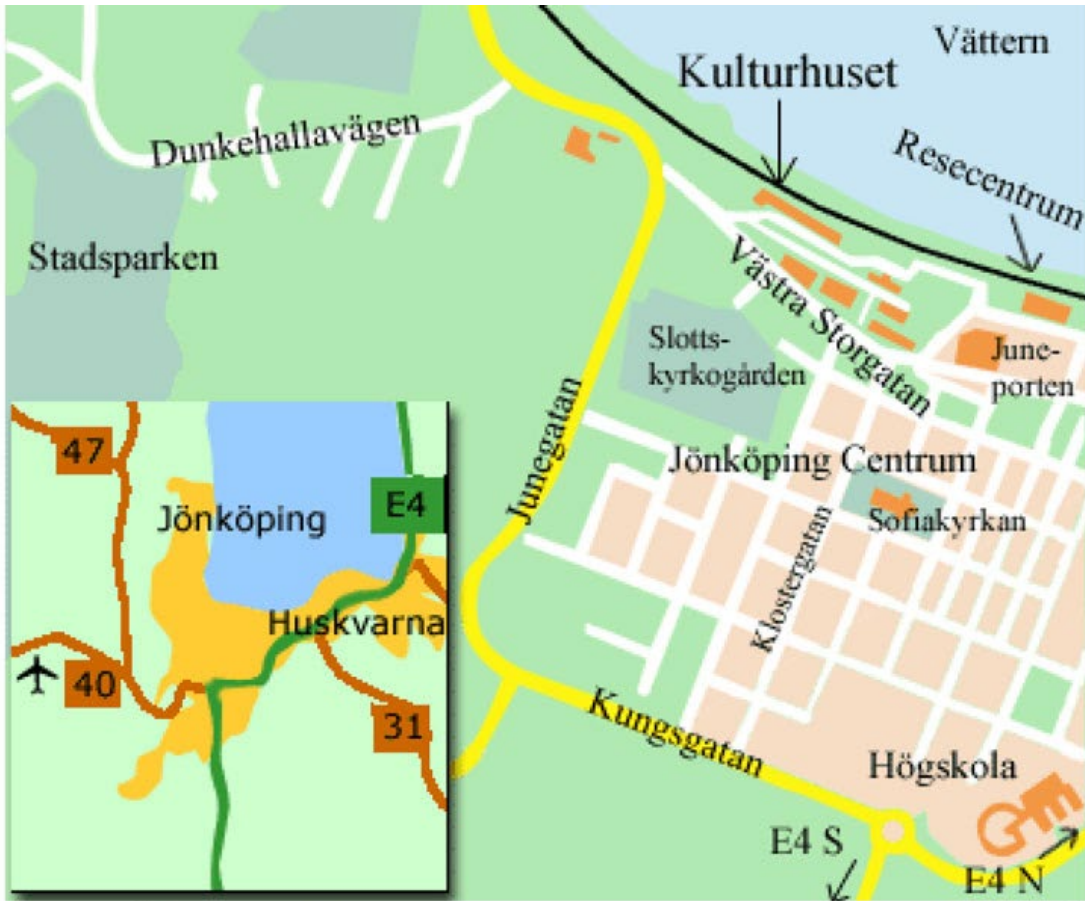 Vättern
Kulturhuset
Resecentrum
Dunkehallavägen
Stadsparken
Västra Storgatan
Slotts-
kyrkogården
June-
porten
Junegatan
Jönköping Centrum
Sofiakyrkan
Klostergatan
Kungsgatan
Högskola
E4 S
E4 N
47
Jönköping
E4
Huskvarna
40
31